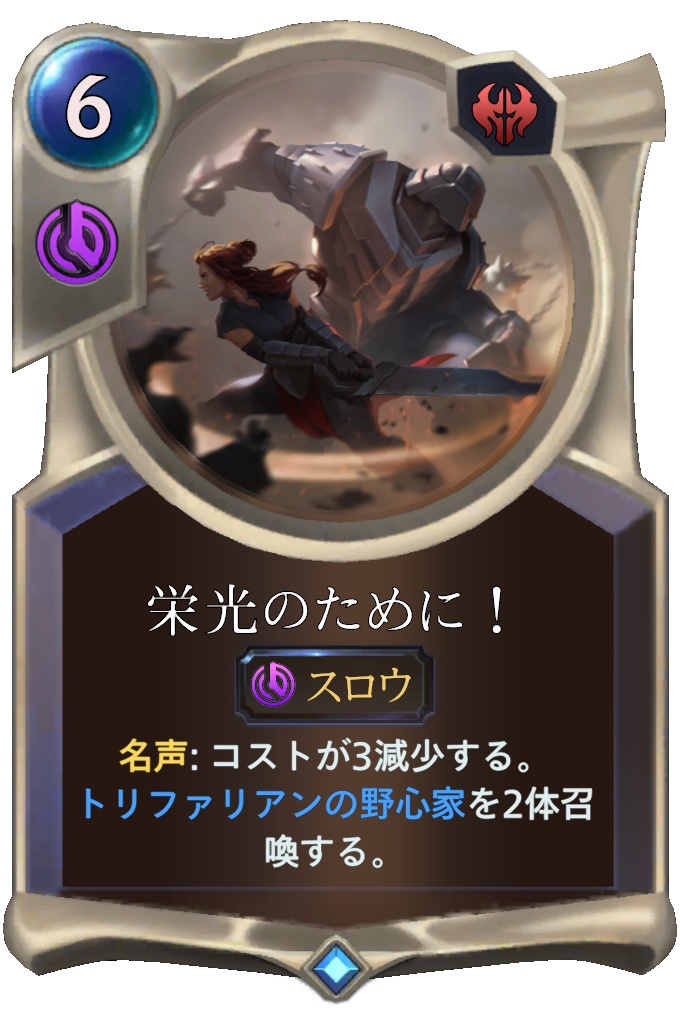 6
栄光のために！
スロウ
名声: コストが3減少する。
トリファリアンの野心家を2体召
喚する。